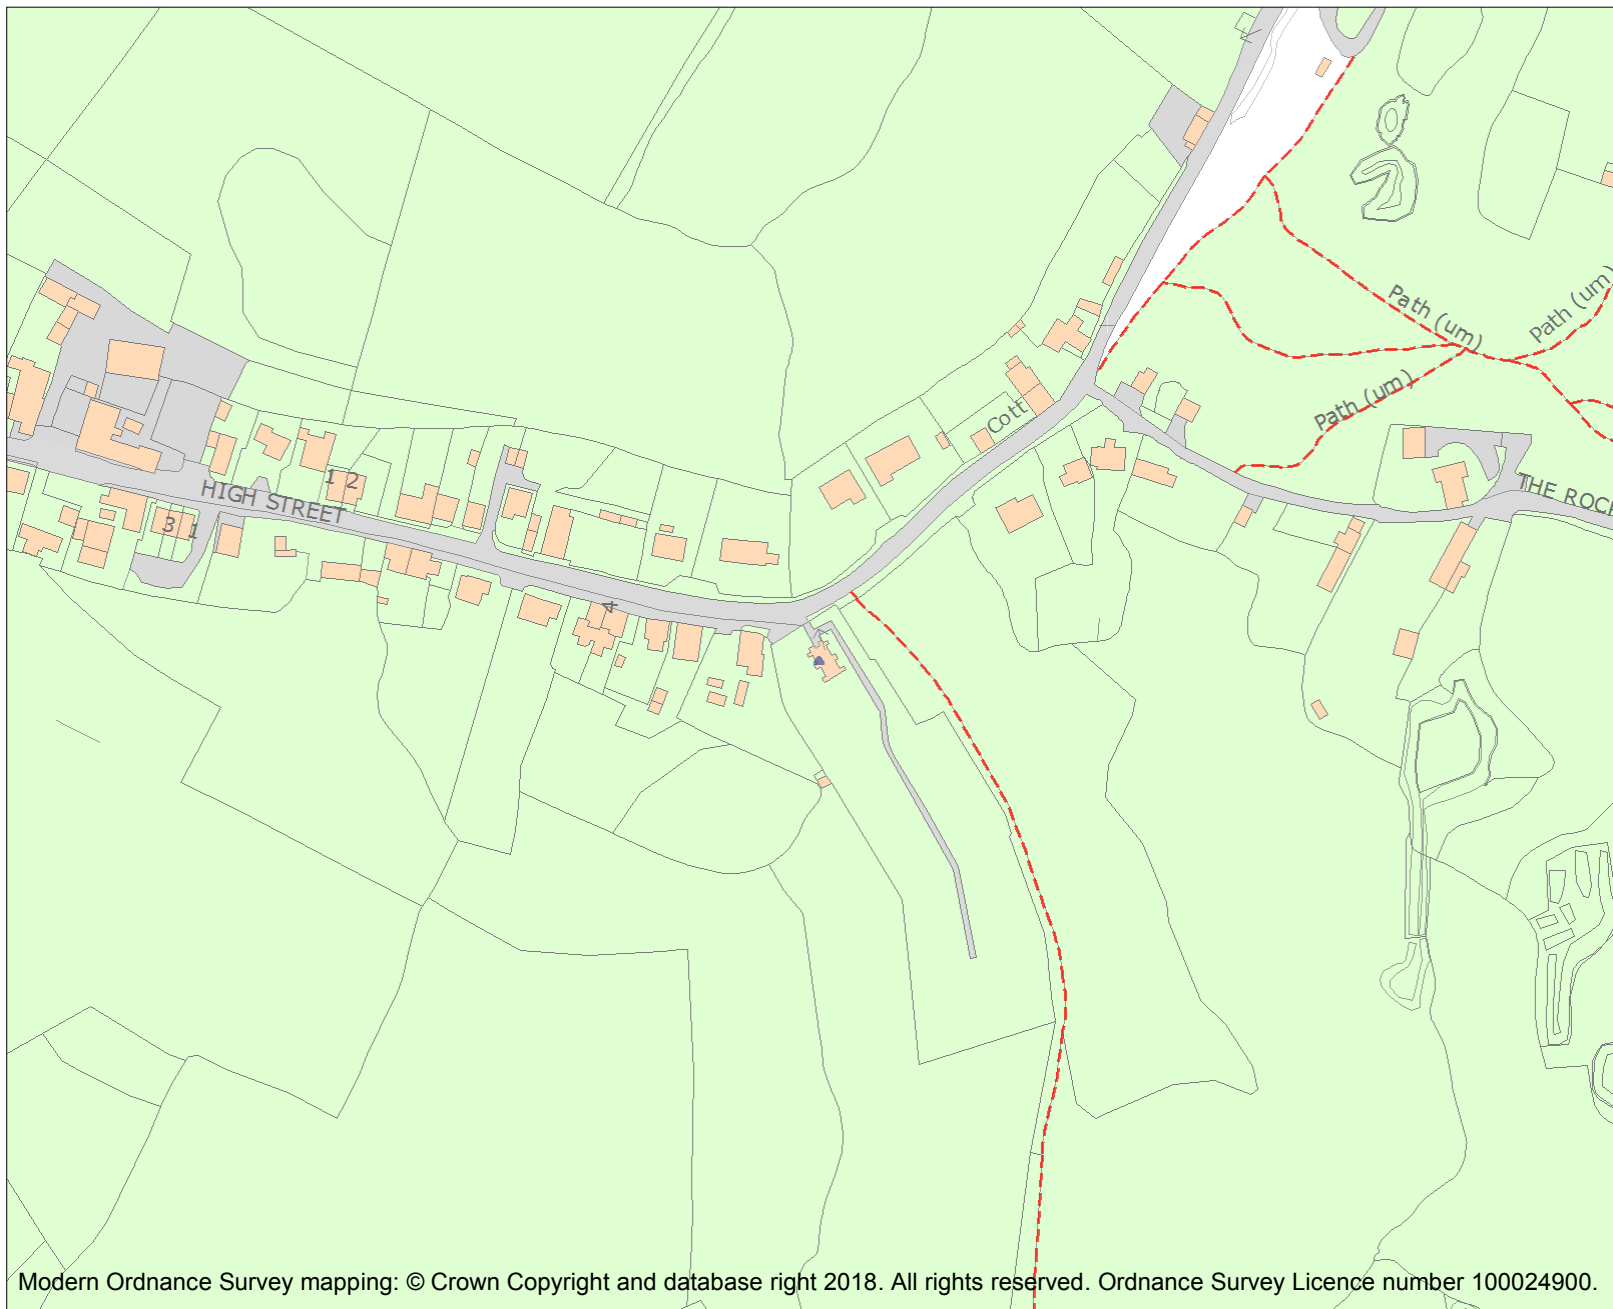 Path (um)
Path (um)
Path (um)
Cott
1 2
HIGH STREET
THE ROCK
3 1
4
Modern Ordnance Survey mapping: © Crown Copyright and database right 2018. All rights reserved. Ordnance Survey Licence number 100024900.